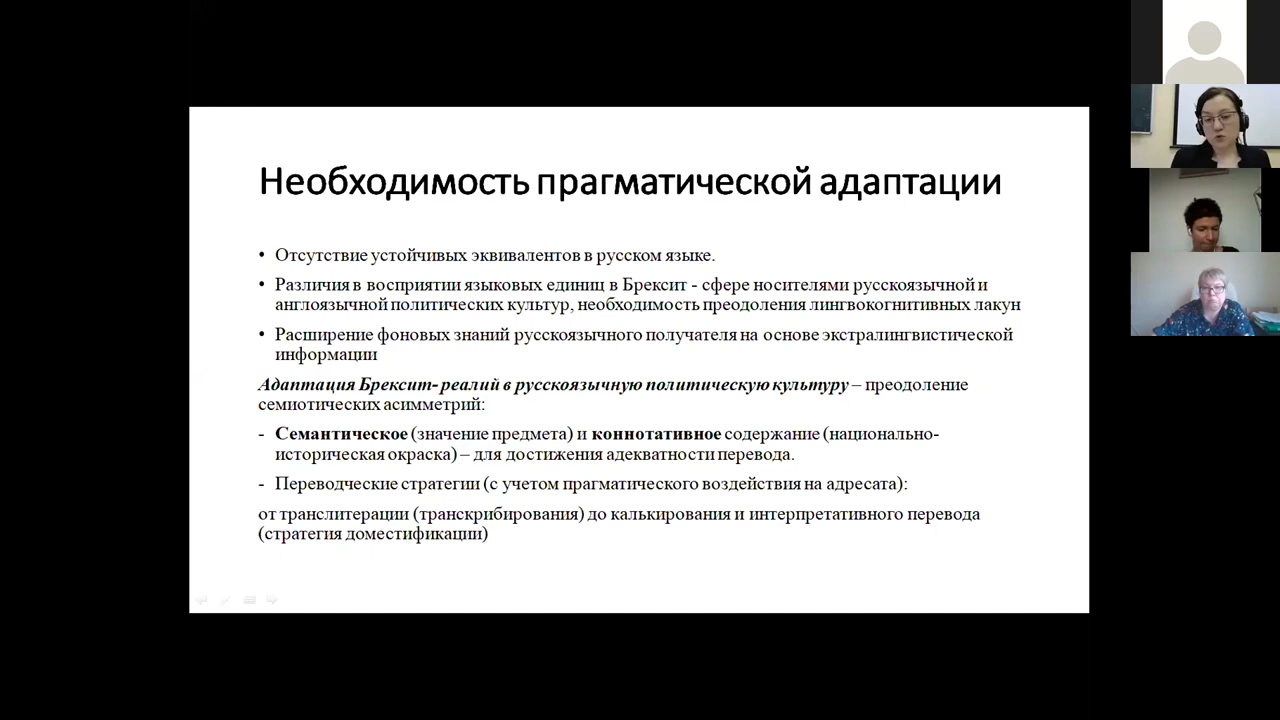 Необходимость прагматической адаптации
• Отсутствие устойчивых эквивалентов в русском языке.
• Различия в восприятии языковых единиц в Брексит - сфере носителями русскоязычной и
англоязычной политических культур, необходимость преодоления лингвокогнитивных лакун
• Расширение фоновых знаний русскоязычного получателя на основе экстралингвистической
информации
Адаптация Брексит- реалий в русскоязычную политическую культуру – преодоление
семиотических асимметрий:
- Семантическое (значение предмета) и коннотативное содержание (национально-
историческая окраска) – для достижения адекватности перевода.
- Переводческие стратегии (с учетом прагматического воздействия на адресата):
от транслитерации (транскрибирования) до калькирования и интерпретативного перевода
(стратегия доместификации)